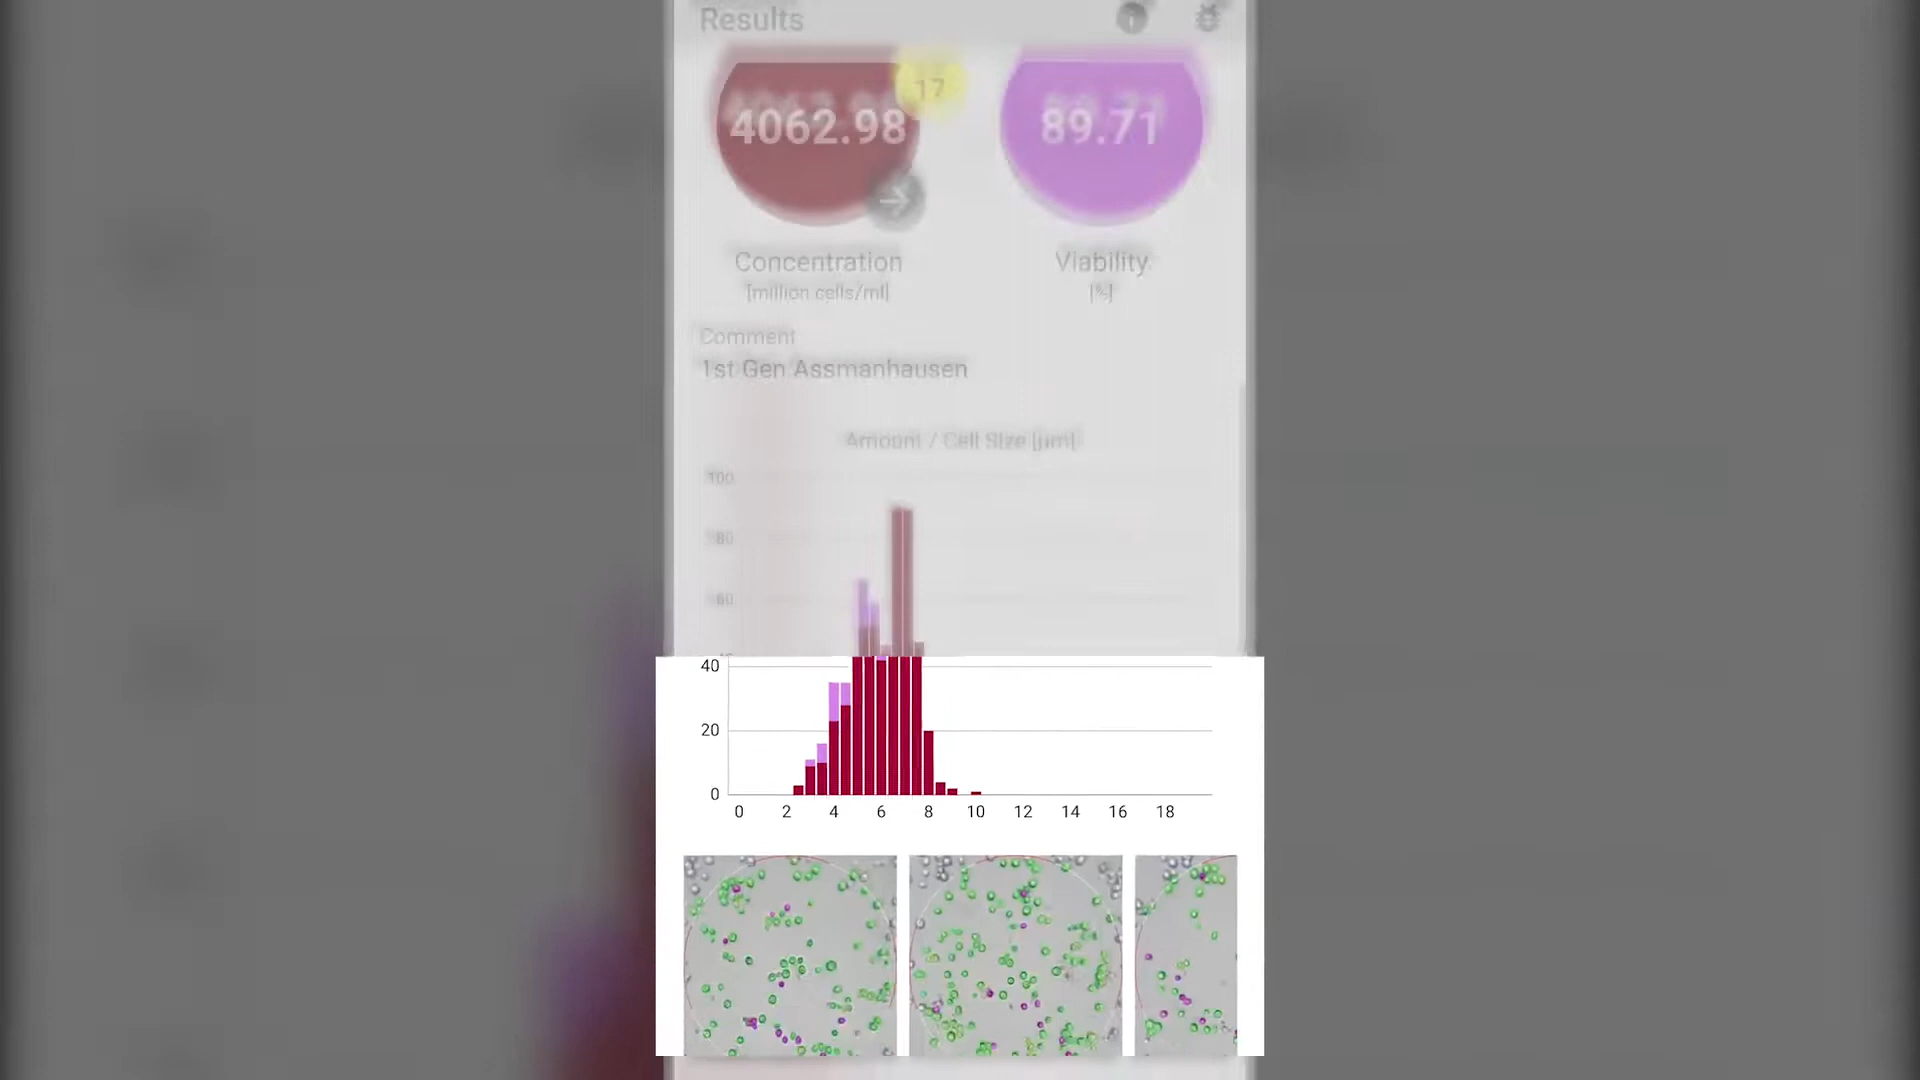 Results
4062.98
17
89.71
Concentration
[million cells/ml]
Viability
[%]
Comment
1st Gen Assmanhausen
Amount / Cell Size [µm]
100
80
60
40
20
0
0 2 4 6 8 10 12 14 16 18